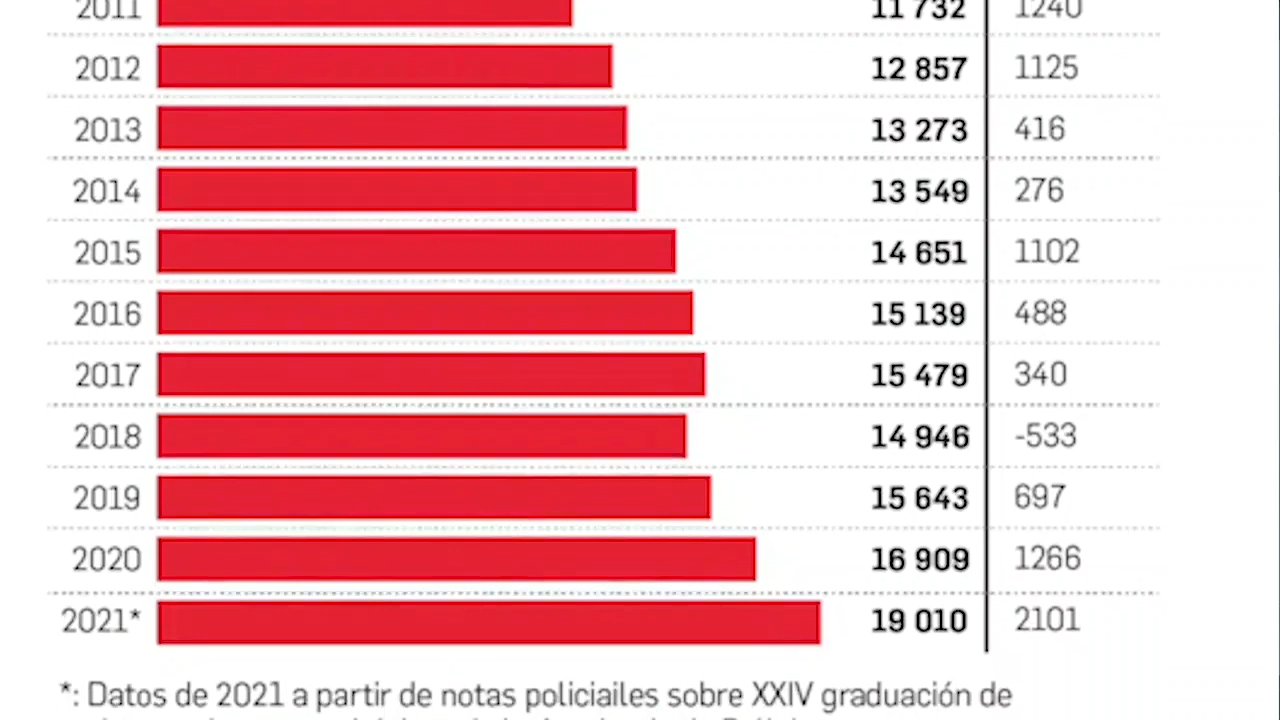 2011 11 732 1240
2012 12 857 1125
2013 13 273 416
2014 13 549 276
2015 14 651 1102
2016 15 139 488
2017 15 479 340
2018 14 946 -533
2019 15 643 697
2020 16 909 1266
2021* 19 010 2101
*: Datos de 2021 a partir de notas policiailes sobre XXIV graduación de